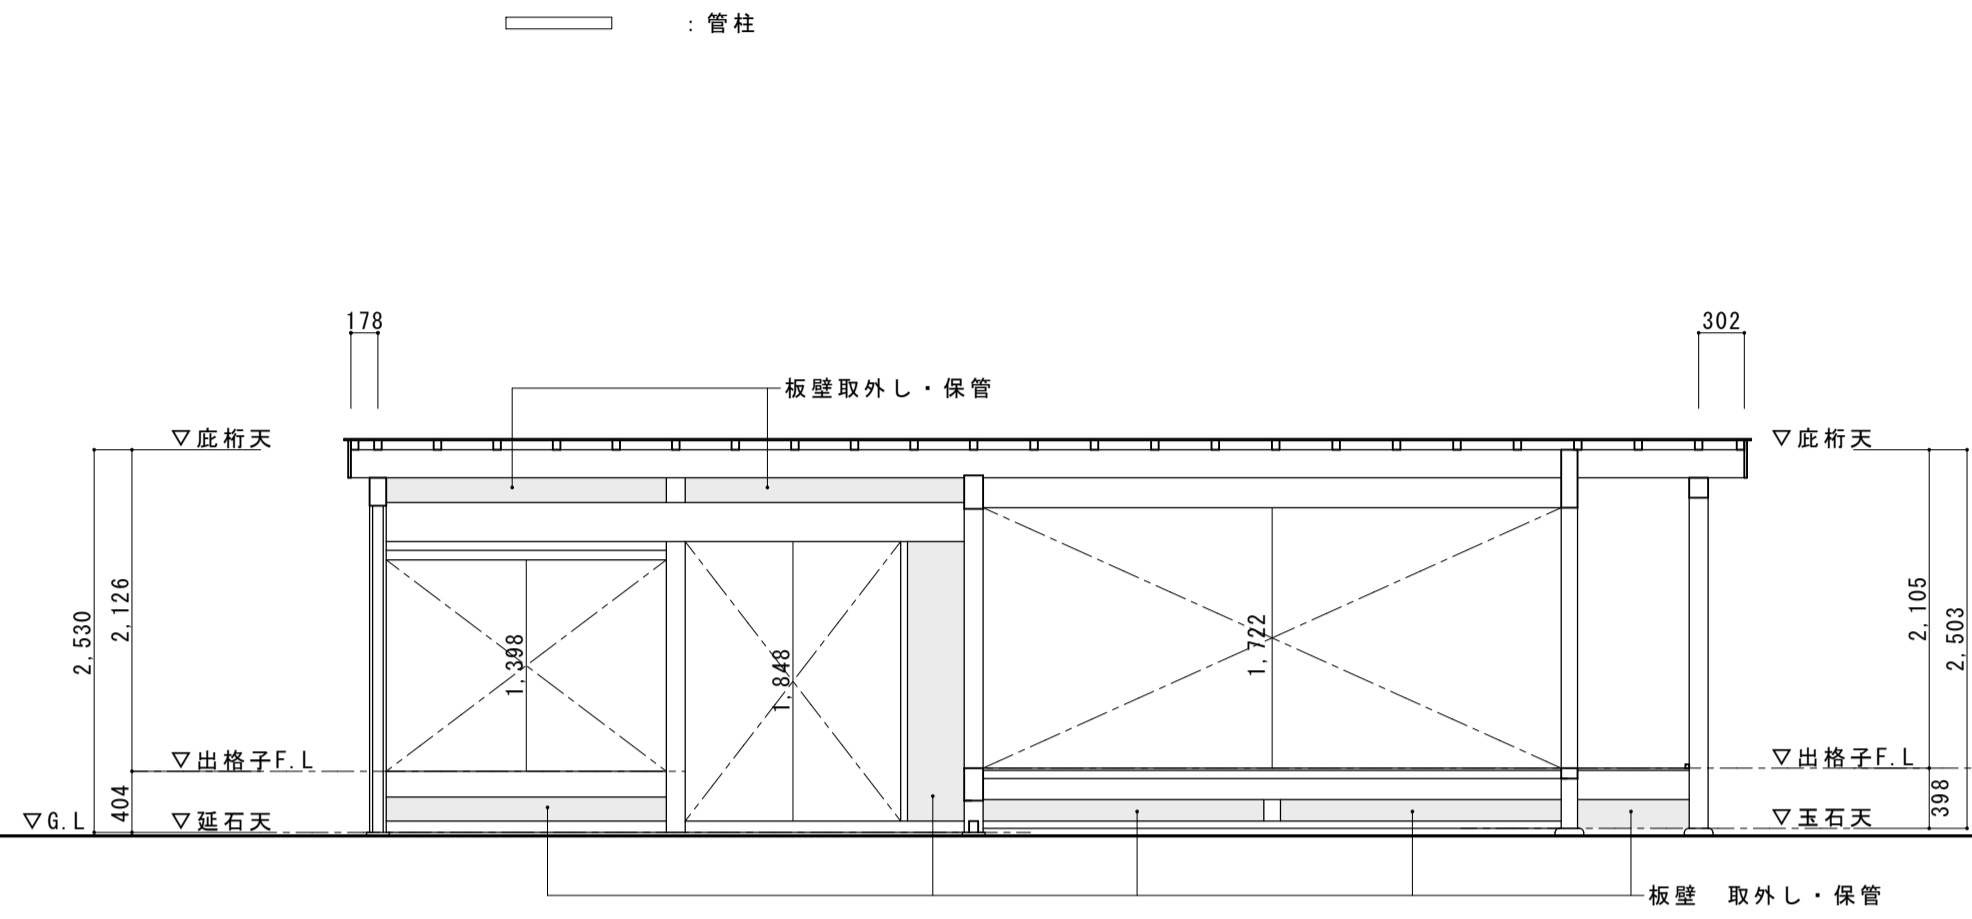 ：管柱
178
302
板壁取外し・保管
▽庇桁天
▽庇桁天
2,530
2,126
1,398
1,848
1,722
2,105
2,503
▽出格子F.L
▽出格子F.L
404
398
▽G.L
▽延石天
▽玉石天
板壁　取外し・保管